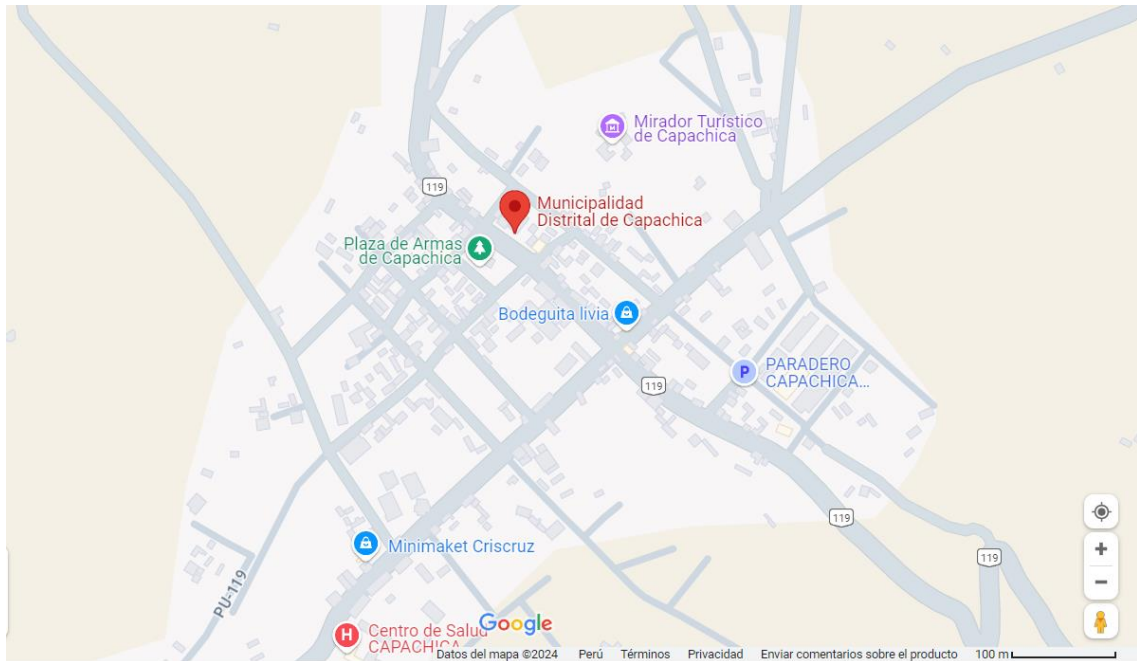 Mirador Turístico
de Capachica
119
Municipalidad
Distrital de Capachica
Plaza de Armas
de Capachica
Bodeguita livia
PARADERO
CAPACHICA...
P
119
119
119
Minimaket Criscruz
PU-119
H
Centro de Salud
CAPACHICA
Google
Datos del mapa ©2024 Perú Términos Privacidad Enviar comentarios sobre el producto 100 m